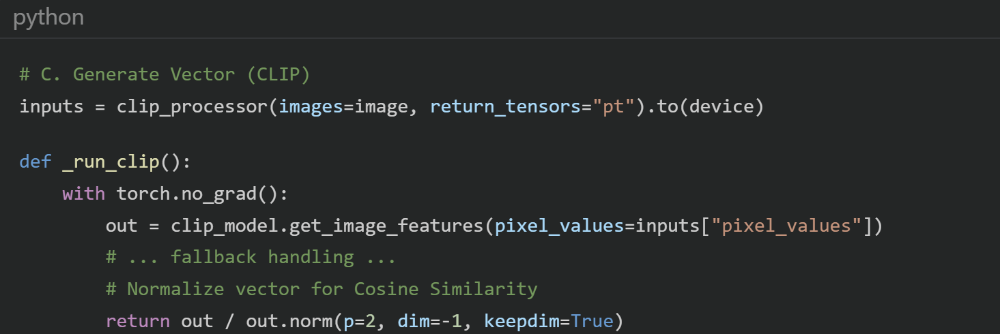 python
# C. Generate Vector (CLIP)
inputs = clip_processor(images=image, return_tensors="pt").to(device)
def _run_clip():
    with torch.no_grad():
        out = clip_model.get_image_features(pixel_values=inputs["pixel_values"])
        # ... fallback handling ...
        # Normalize vector for Cosine Similarity
        return out / out.norm(p=2, dim=-1, keepdim=True)